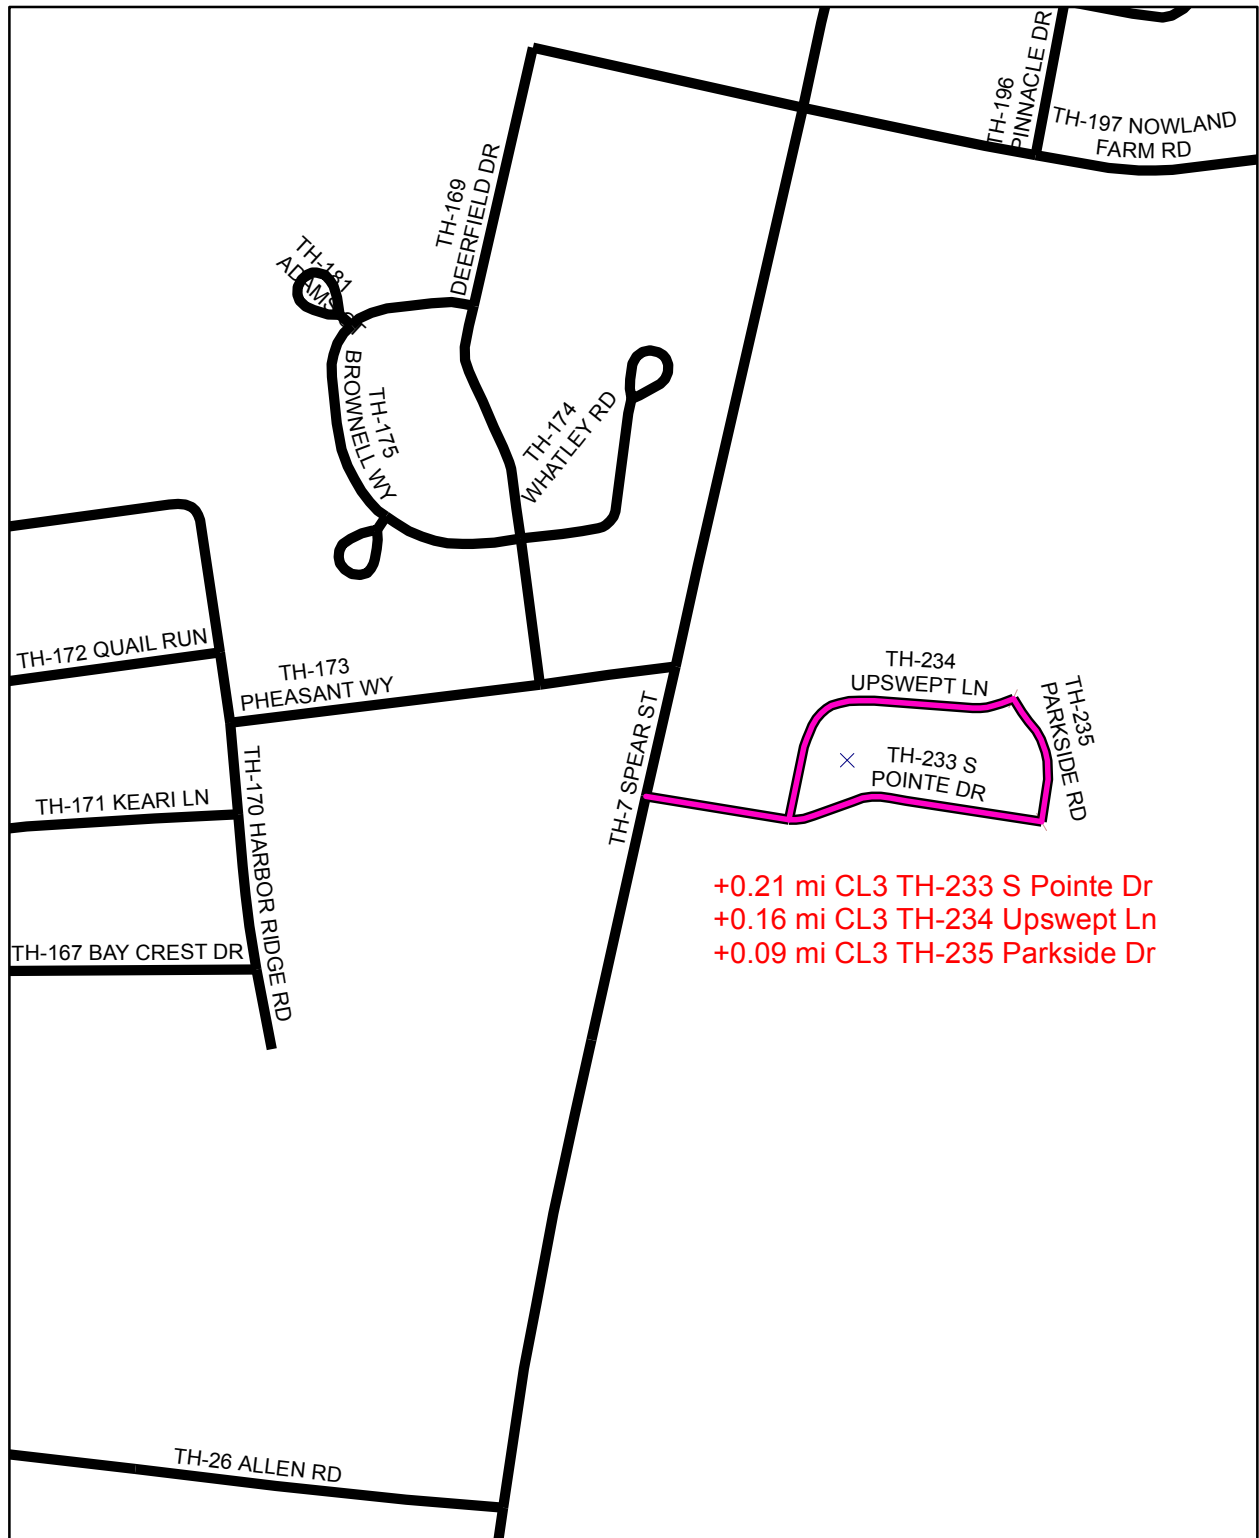 TH-196
PINNACLE DR
TH-197 NOWLAND
FARM RD
TH-169
DEERFIELD DR
TH-181
ADAMS CT
TH-175
BROWNELL WY
TH-174
WHATLEY RD
TH-172 QUAIL RUN
TH-173
PHEASANT WY
TH-234
UPSWEPT LN
TH-235
PARKSIDE RD
TH-7 SPEAR ST
TH-233 S
POINTE DR
TH-171 KEARI LN
TH-170 HARBOR RIDGE RD
+0.21 mi CL3 TH-233 S Pointe Dr
+0.16 mi CL3 TH-234 Upswept Ln
+0.09 mi CL3 TH-235 Parkside Dr
TH-167 BAY CREST DR
TH-26 ALLEN RD